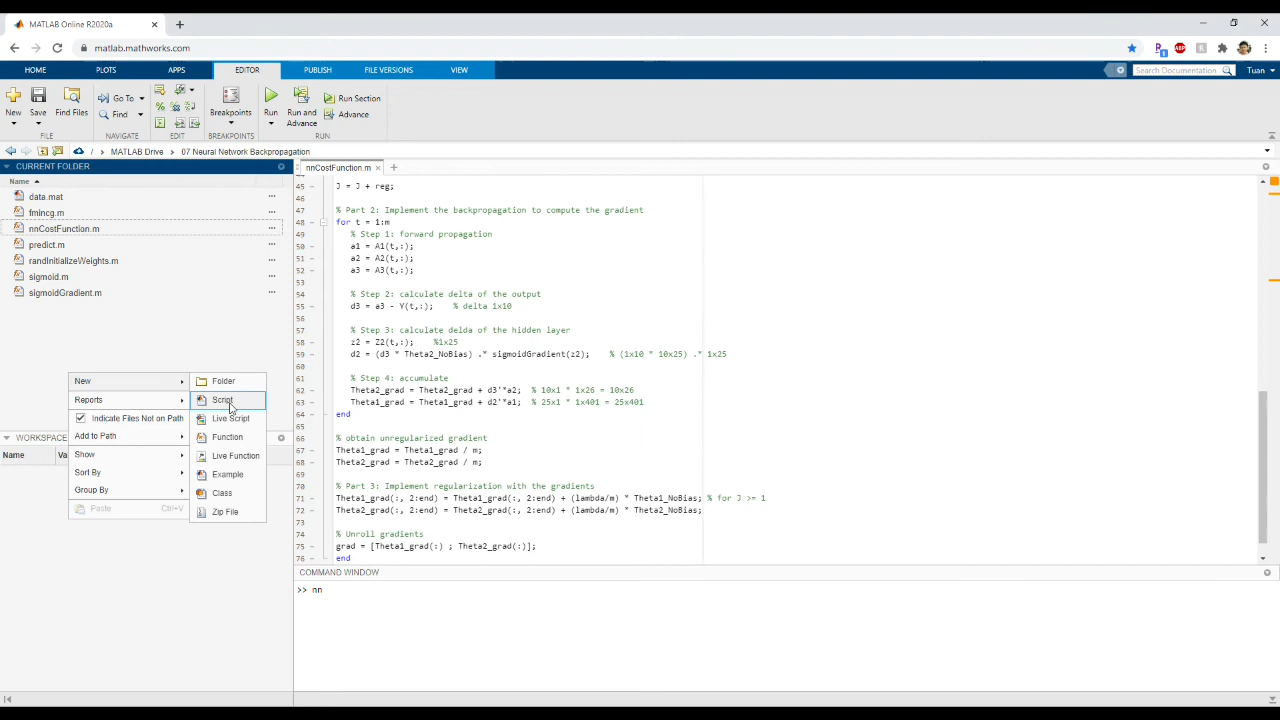 MATLAB Online R2020a
matlab.mathworks.com
HOME PLOTS APPS EDITOR PUBLISH FILE VERSIONS VIEW Search Documentation Tuan
New Save Find Files Go To Find Breakpoints Run Run and Advance Run Section Advance
FILE NAVIGATE EDIT BREAKPOINTS RUN
/ > MATLAB Drive > 07 Neural Network Backpropagation
CURRENT FOLDER
Name
data.mat
fmincg.m
nnCostFunction.m
predict.m
randInitializeWeights.m
sigmoid.m
sigmoidGradient.m
New
Reports
Indicate Files Not on Path
Add to Path
Show
Sort By
Group By
Paste Ctrl+V
Folder
Script
Live Script
Function
Live Function
Example
Class
Zip File
WORKSPACE
Name Va
nnCostFunction.m
45 J = J + reg;
46
47 % Part 2: Implement the backpropagation to compute the gradient
48 for t = 1:m
49 % Step 1: forward propagation
50 a1 = A1(t,:);
51 a2 = A2(t,:);
52 a3 = A3(t,:);
53
54 % Step 2: calculate delta of the output
55 d3 = a3 - Y(t,:); % delta 1x10
56
57 % Step 3: calculate delda of the hidden layer
58 z2 = Z2(t,:); %1x25
59 d2 = (d3 * Theta2_NoBias) .* sigmoidGradient(z2); % (1x10 * 10x25) .* 1x25
60
61 % Step 4: accumulate
62 Theta2_grad = Theta2_grad + d3'*a2; % 10x1 * 1x26 = 10x26
63 Theta1_grad = Theta1_grad + d2'*a1; % 25x1 * 1x401 = 25x401
64 end
65
66 % obtain unregularized gradient
67 Theta1_grad = Theta1_grad / m;
68 Theta2_grad = Theta2_grad / m;
69
70 % Part 3: Implement regularization with the gradients
71 Theta1_grad(:, 2:end) = Theta1_grad(:, 2:end) + (lambda/m) * Theta1_NoBias; % for J >= 1
72 Theta2_grad(:, 2:end) = Theta2_grad(:, 2:end) + (lambda/m) * Theta2_NoBias;
73
74 % Unroll gradients
75 grad = [Theta1_grad(:) ; Theta2_grad(:)];
76 end
COMMAND WINDOW
>> nn